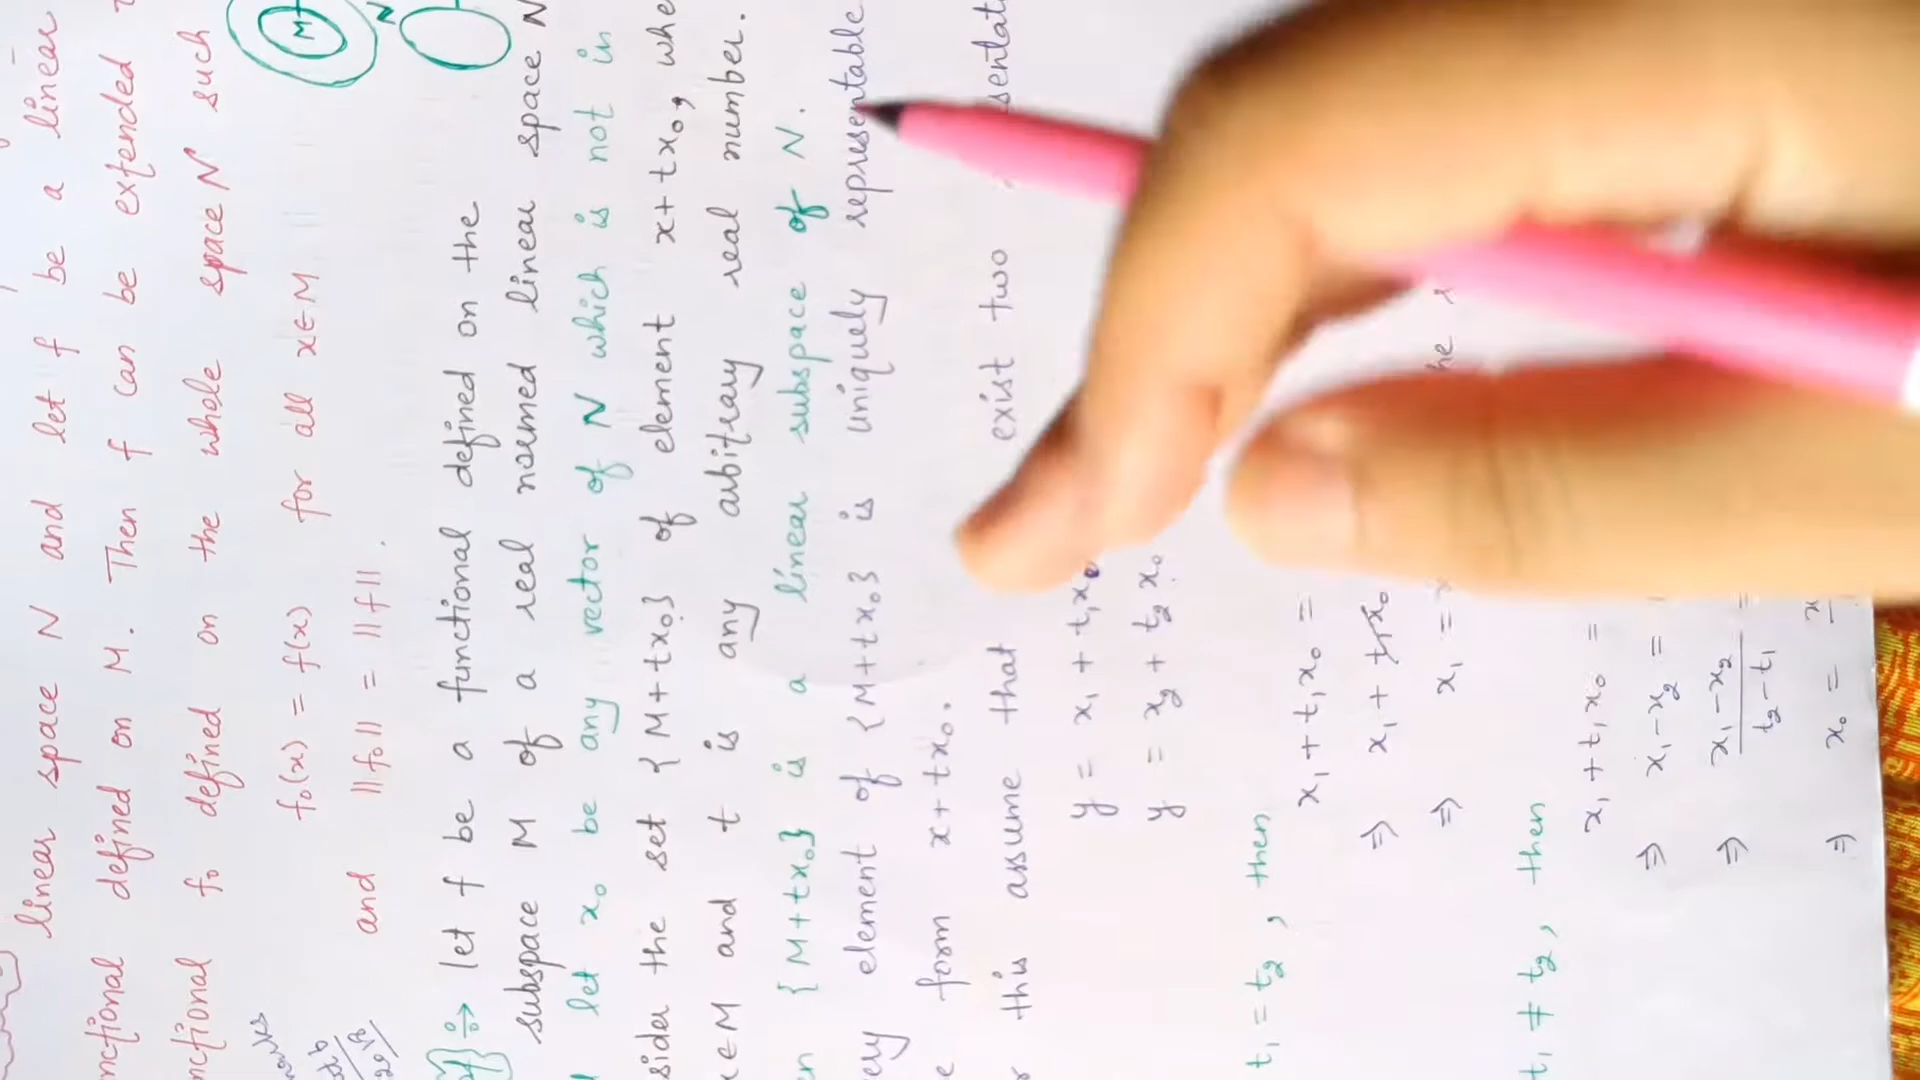 linear space N and let f be a linear
functional defined on M. Then f can be extended
functional f₀ defined on the whole space N such
f₀(x) = f(x) for all x∈M
and ||f₀|| = ||f||.
M
N
let f be a functional defined on the
subspace M of a real normed linear space N
let x₀ be any vector of N which is not in
sider the set {M+tx₀} of element x+tx₀, whe
x∈M and t is any arbitrary real number.
en {M+tx₀} is a linear subspace of N.
very element of {M+tx₀} is uniquely representable
e form x+tx₀.
r this assume that exist two sentat
y = x₁ + t₁x₀
y = x₂ + t₂x₀
t₁ = t₂, then
x₁ + t₁x₀ =
⇒ x₁ + t₁x₀
⇒ x₁ =
t₁ ≠ t₂, then
x₁ + t₁x₀ =
⇒ x₁ - x₂ =
⇒ x₁-x₂/t₂-t₁ =
⇒ x₀ =